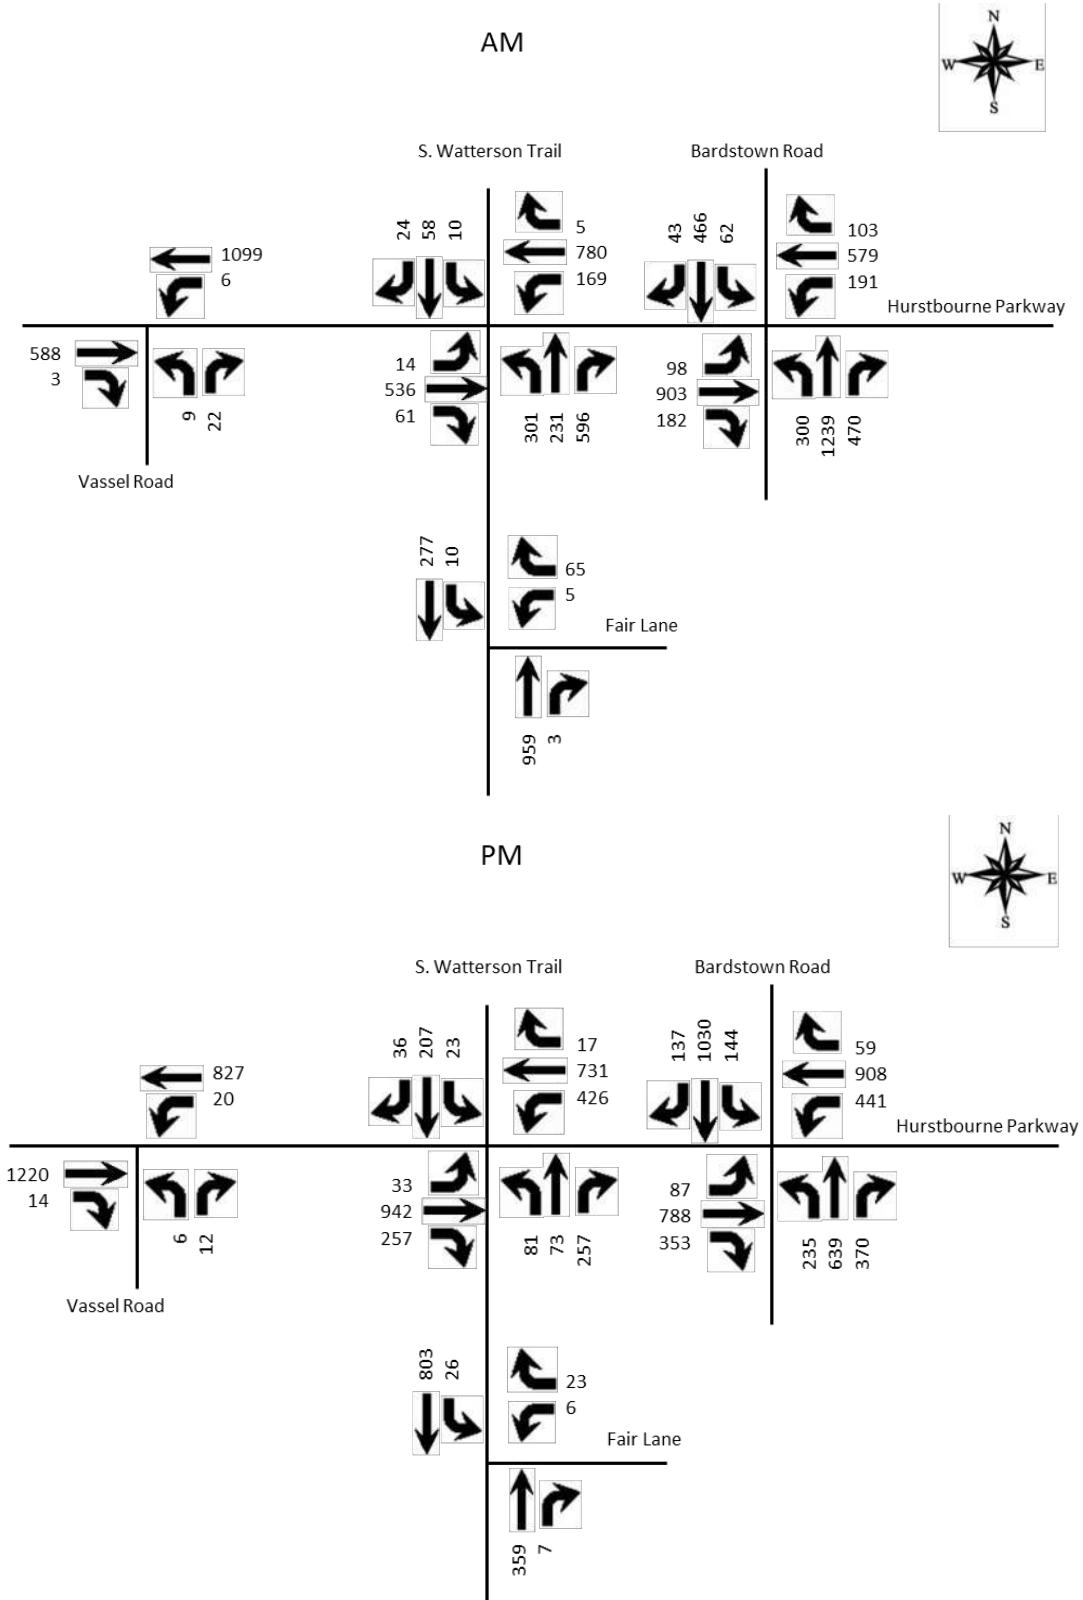 AM
N
W E
S
S. Watterson Trail
Bardstown Road
24 58 10
5
780
169
43 466 62
103
579
191
1099
6
Hurstbourne Parkway
588
3
9 22
14
536
61
301 231 596
98
903
182
300 1239 470
Vassel Road
277 10
65
5
Fair Lane
959 3
PM
N
W E
S
S. Watterson Trail
Bardstown Road
36 207 23
17
731
426
137 1030 144
59
908
441
827
20
Hurstbourne Parkway
1220
14
6 12
33
942
257
81 73 257
87
788
353
235 639 370
Vassel Road
803 26
23
6
Fair Lane
359 7